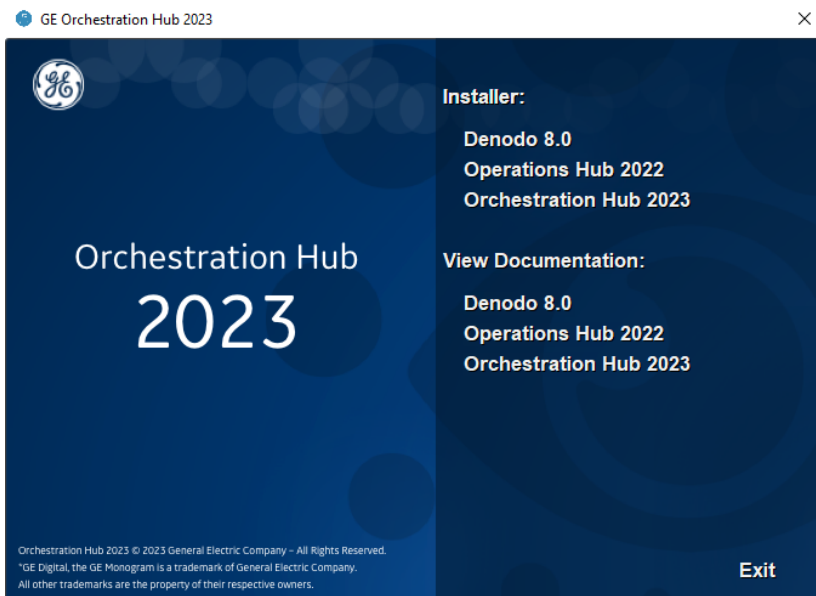 GE Orchestration Hub 2023
GE
Orchestration Hub
2023
Installer:
Denodo 8.0
Operations Hub 2022
Orchestration Hub 2023
View Documentation:
Denodo 8.0
Operations Hub 2022
Orchestration Hub 2023
Orchestration Hub 2023 © 2023 General Electric Company – All Rights Reserved.
*GE Digital, the GE Monogram is a trademark of General Electric Company.
All other trademarks are the property of their respective owners.
Exit